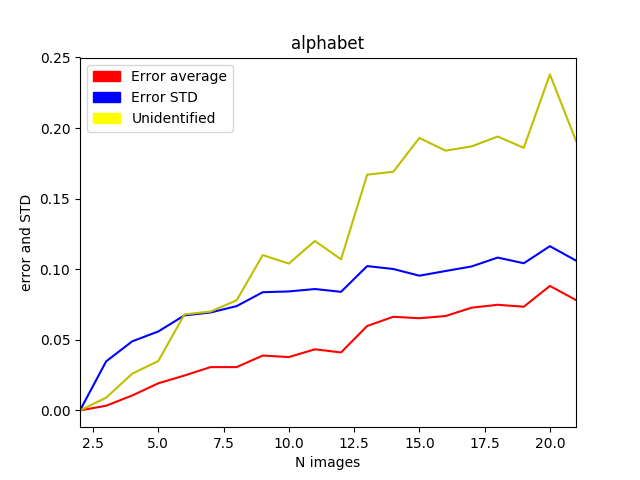 alphabet
Error average
Error STD
Unidentified
0.25
0.20
0.15
0.10
0.05
0.00
error and STD
2.5 5.0 7.5 10.0 12.5 15.0 17.5 20.0
N images